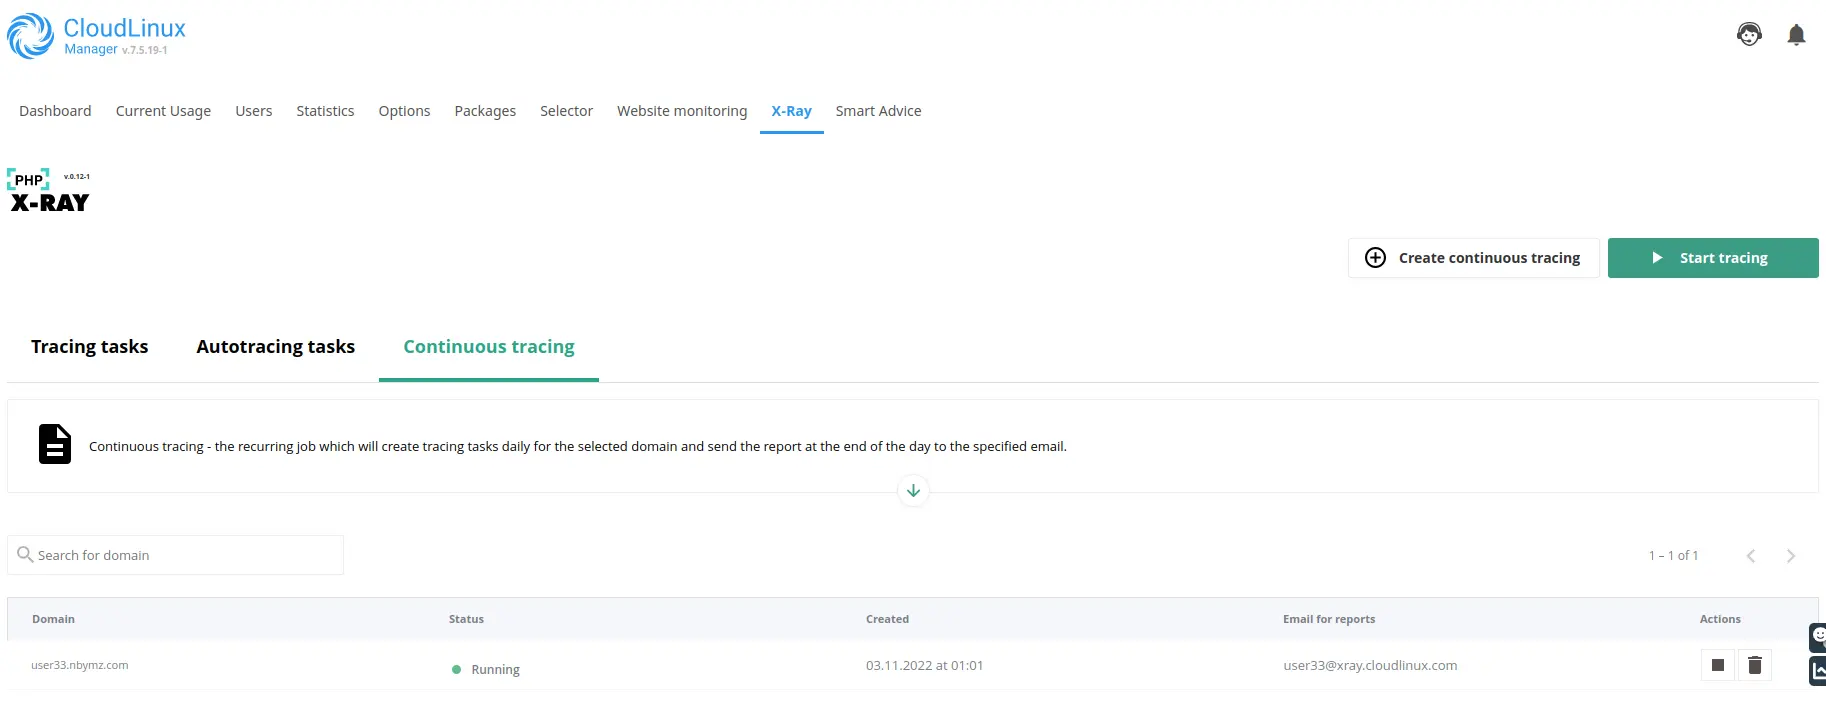 CloudLinux
Manager v.7.5.19-1
Dashboard Current Usage Users Statistics Options Packages Selector Website monitoring X-Ray Smart Advice
PHP v.0.12-1
X-RAY
Create continuous tracing Start tracing
Tracing tasks Autotracing tasks Continuous tracing
Continuous tracing - the recurring job which will create tracing tasks daily for the selected domain and send the report at the end of the day to the specified email.
Search for domain 1 – 1 of 1
Domain Status Created Email for reports Actions
user33.nbymz.com Running 03.11.2022 at 01:01 user33@xray.cloudlinux.com